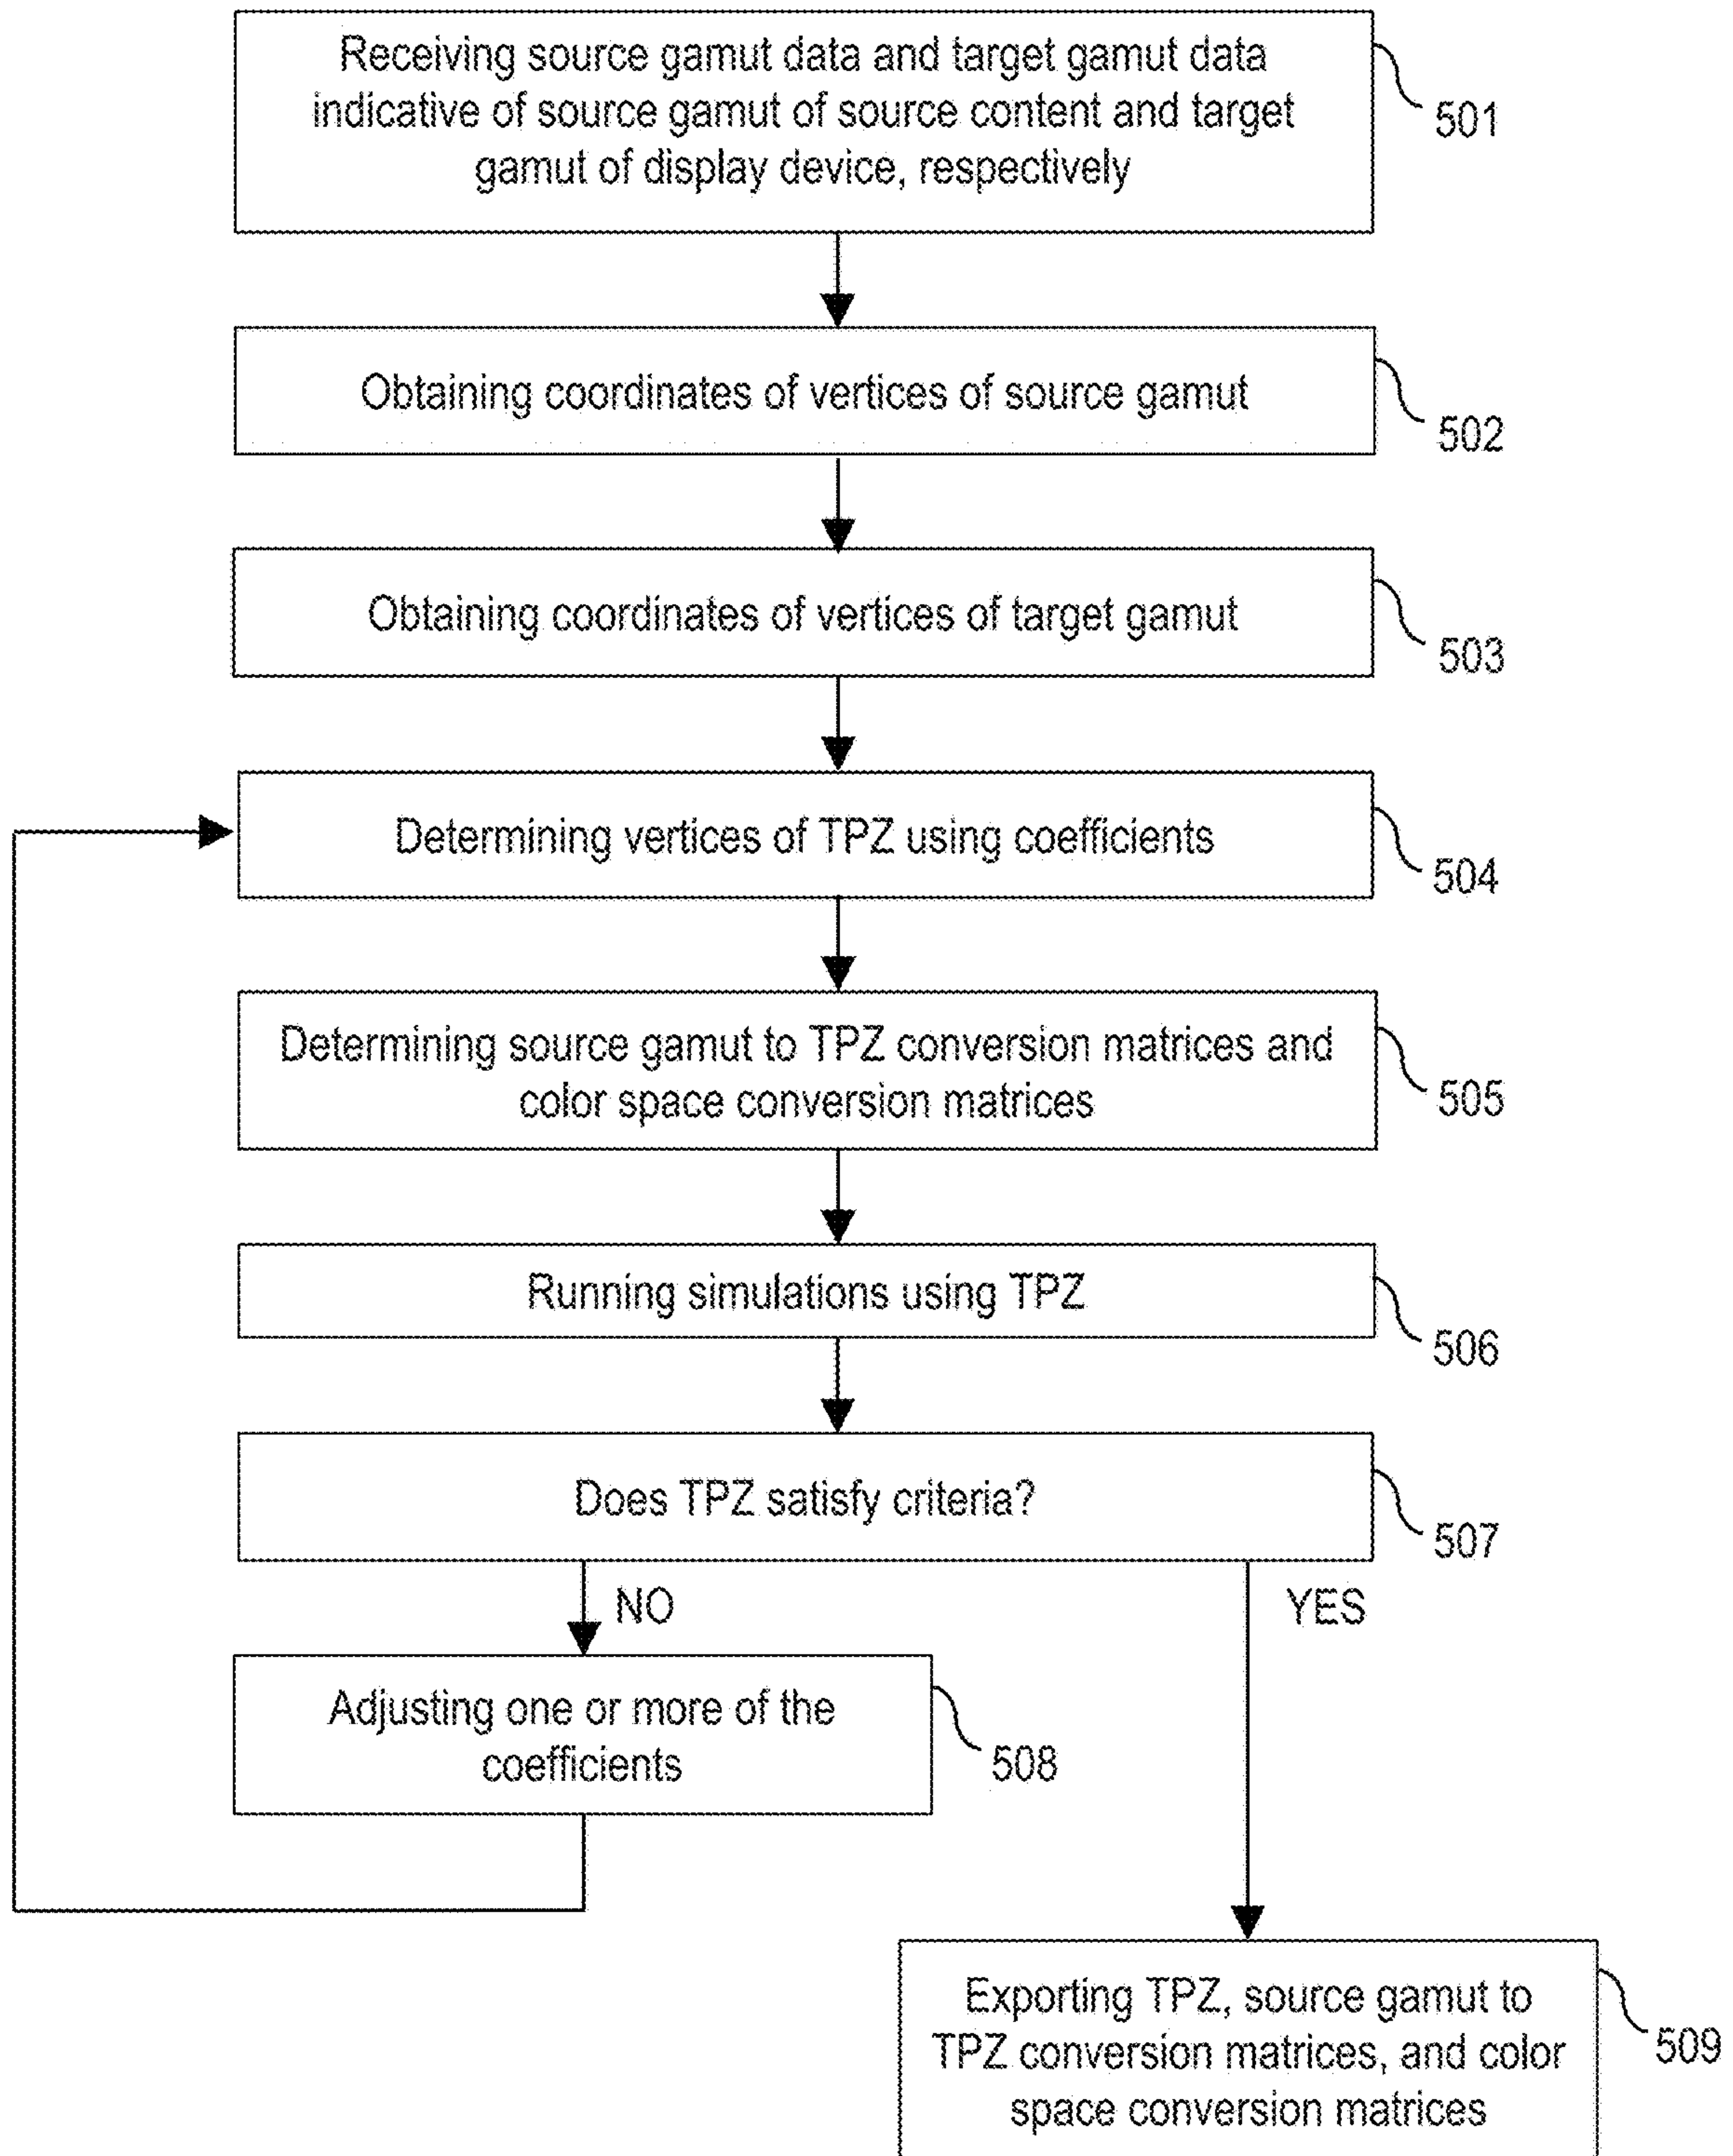 Receiving source gamut data and target gamut data
indicative of source gamut of source content and target
gamut of display device, respectively
501
Obtaining coordinates of vertices of source gamut
502
Obtaining coordinates of vertices of target gamut
503
Determining vertices of TPZ using coefficients
504
Determining source gamut to TPZ conversion matrices and
color space conversion matrices
505
Running simulations using TPZ
506
Does TPZ satisfy criteria?
507
NO
YES
Adjusting one or more of the
coefficients
508
Exporting TPZ, source gamut to
TPZ conversion matrices, and color
space conversion matrices
509